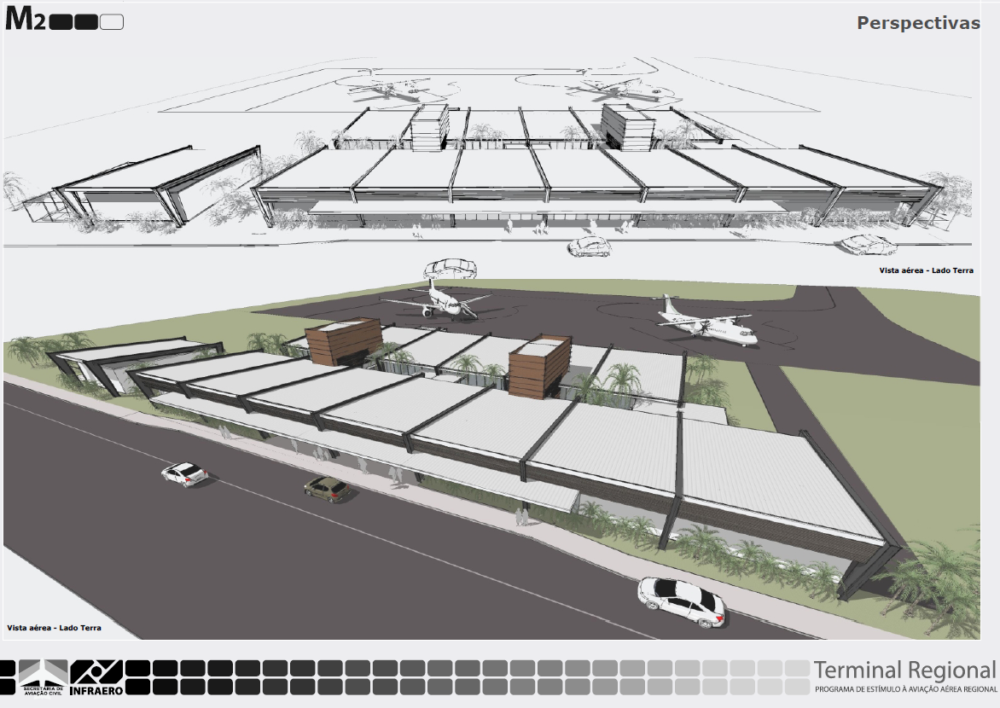 M2
Perspectivas
Vista aérea - Lado Terra
Vista aérea - Lado Terra
SECRETARIA DE
AVIAÇÃO CIVIL
INFRAERO
Terminal Regional
PROGRAMA DE ESTÍMULO À AVIAÇÃO AÉREA REGIONAL